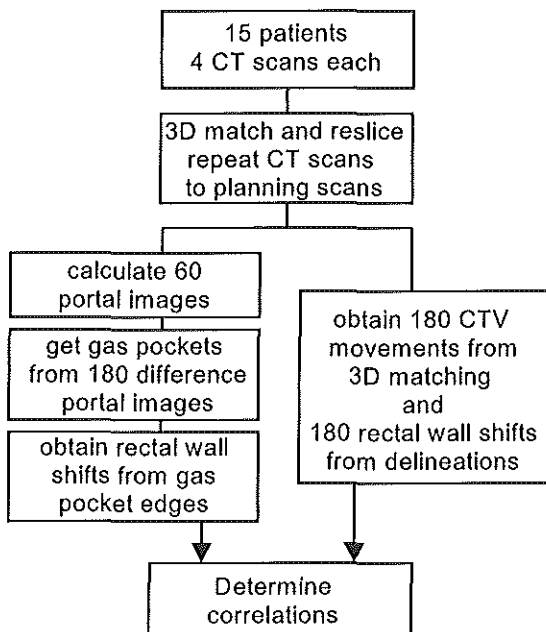 15 patients
4 CT scans each
3D match and reslice
repeat CT scans
to planning scans
calculate 60
portal images
get gas pockets
from 180 difference
portal images
obtain rectal wall
shifts from gas
pocket edges
obtain 180 CTV
movements from
3D matching
and
180 rectal wall shifts
from delineations
Determine
correlations